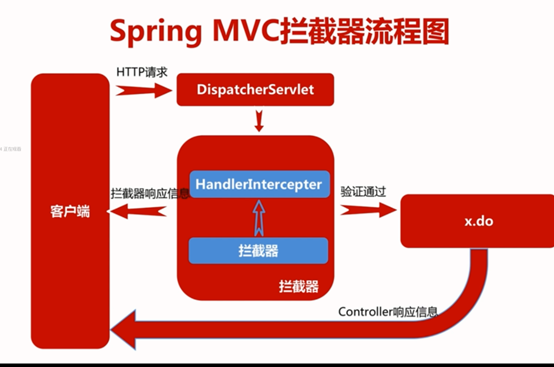 Spring MVC拦截器流程图
HTTP请求
DispatcherServlet
客户端
拦截器响应信息
HandlerIntercepter
验证通过
x.do
拦截器
拦截器
Controller响应信息